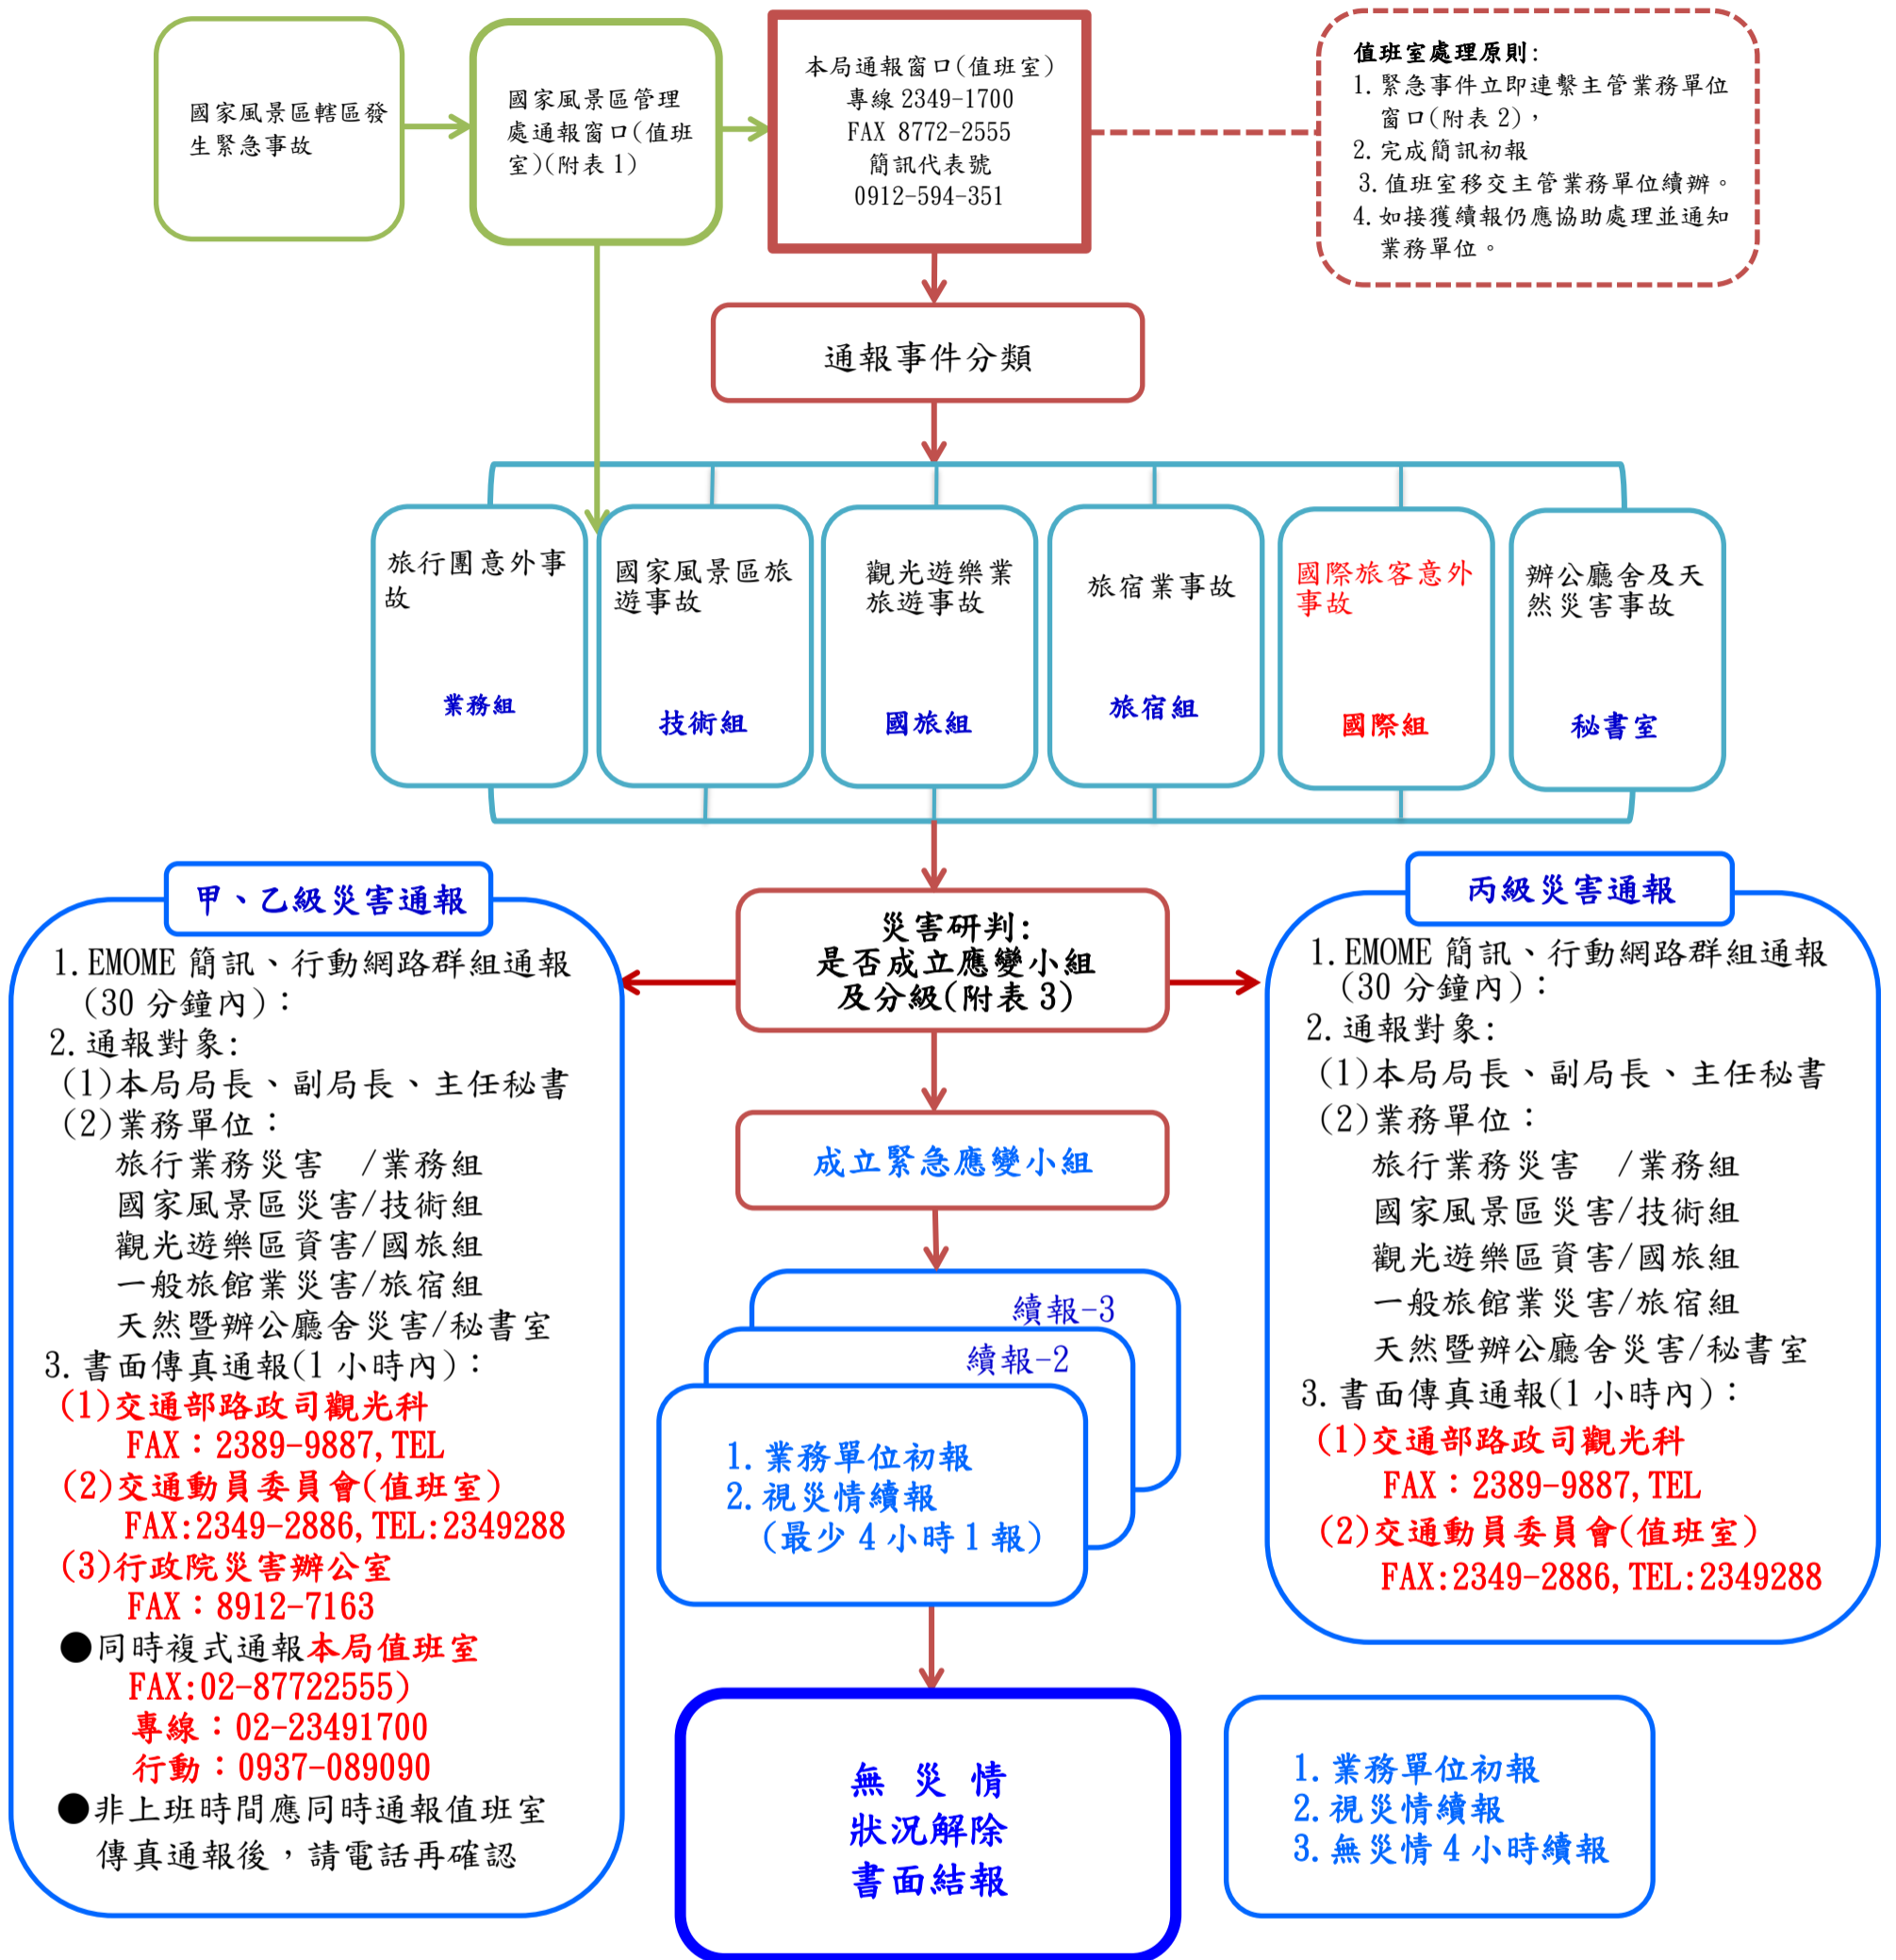 國家風景區轄區發
生緊急事故
國家風景區管理
處通報窗口(值班
室)(附表 1)
本局通報窗口(值班室)
專線 2349-1700
FAX 8772-2555
簡訊代表號
0912-594-351
值班室處理原則:
1. 緊急事件立即連繫主管業務單位
窗口(附表 2),
2. 完成簡訊初報
3. 值班室移交主管業務單位續辦。
4. 如接獲續報仍應協助處理並通知
業務單位。
通報事件分類
旅行團意外事
故
業務組
國家風景區旅
遊事故
技術組
觀光遊樂業
旅遊事故
國旅組
旅宿業事故
旅宿組
國際旅客意外
事故
國際組
辦公廳舍及天
然災害事故
秘書室
甲、乙級災害通報
1. EMOME 簡訊、行動網路群組通報
(30 分鐘內):
2. 通報對象:
(1)本局局長、副局長、主任秘書
(2)業務單位:
旅行業務災害 /業務組
國家風景區災害/技術組
觀光遊樂區資害/國旅組
一般旅館業災害/旅宿組
天然暨辦公廳舍災害/秘書室
3. 書面傳真通報(1 小時內):
(1)交通部路政司觀光科
FAX:2389-9887, TEL
(2)交通動員委員會(值班室)
FAX:2349-2886, TEL:2349288
(3)行政院災害辦公室
FAX:8912-7163
●同時複式通報本局值班室
FAX:02-87722555)
專線:02-23491700
行動:0937-089090
●非上班時間應同時通報值班室
傳真通報後,請電話再確認
災害研判:
是否成立應變小組
及分級(附表 3)
成立緊急應變小組
續報-3
續報-2
1. 業務單位初報
2. 視災情續報
(最少 4 小時 1 報)
無 災 情
狀況解除
書面結報
丙級災害通報
1. EMOME 簡訊、行動網路群組通報
(30 分鐘內):
2. 通報對象:
(1)本局局長、副局長、主任秘書
(2)業務單位:
旅行業務災害 /業務組
國家風景區災害/技術組
觀光遊樂區資害/國旅組
一般旅館業災害/旅宿組
天然暨辦公廳舍災害/秘書室
3. 書面傳真通報(1 小時內):
(1)交通部路政司觀光科
FAX:2389-9887, TEL
(2)交通動員委員會(值班室)
FAX:2349-2886, TEL:2349288
1. 業務單位初報
2. 視災情續報
3. 無災情 4 小時續報